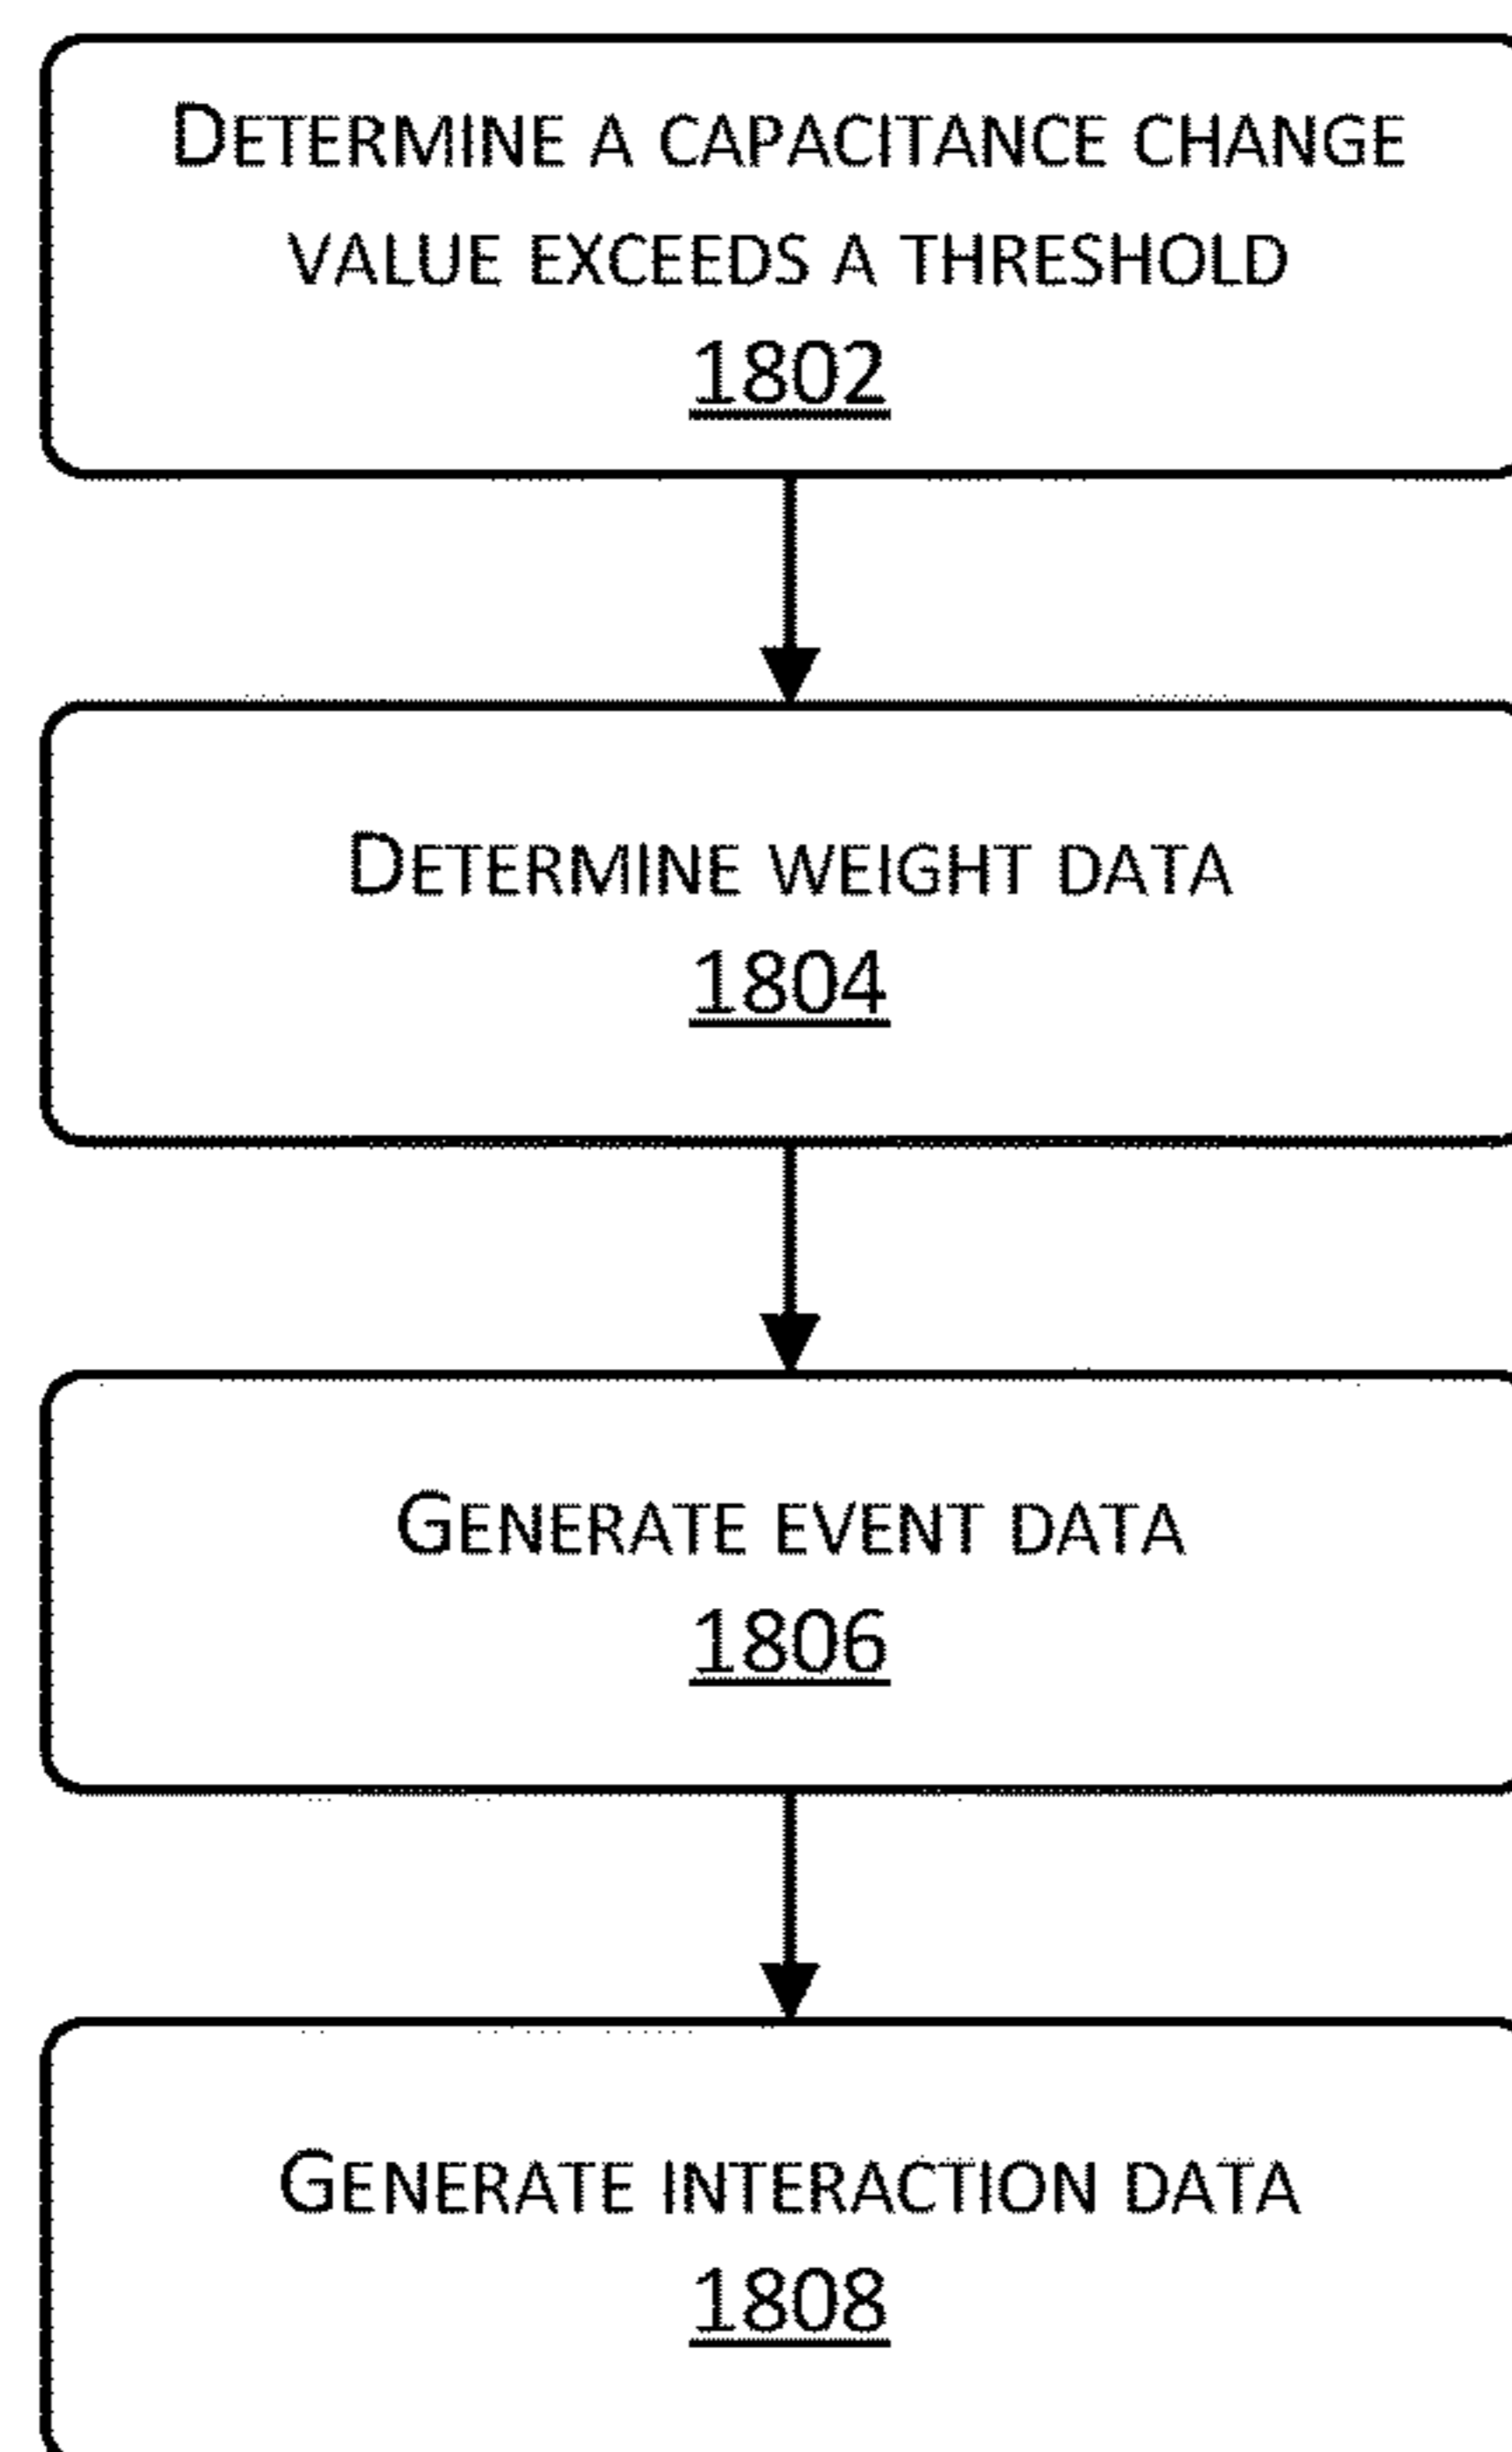 DETERMINE A CAPACITANCE CHANGE
VALUE EXCEEDS A THRESHOLD
1802
DETERMINE WEIGHT DATA
1804
GENERATE EVENT DATA
1806
GENERATE INTERACTION DATA
1808